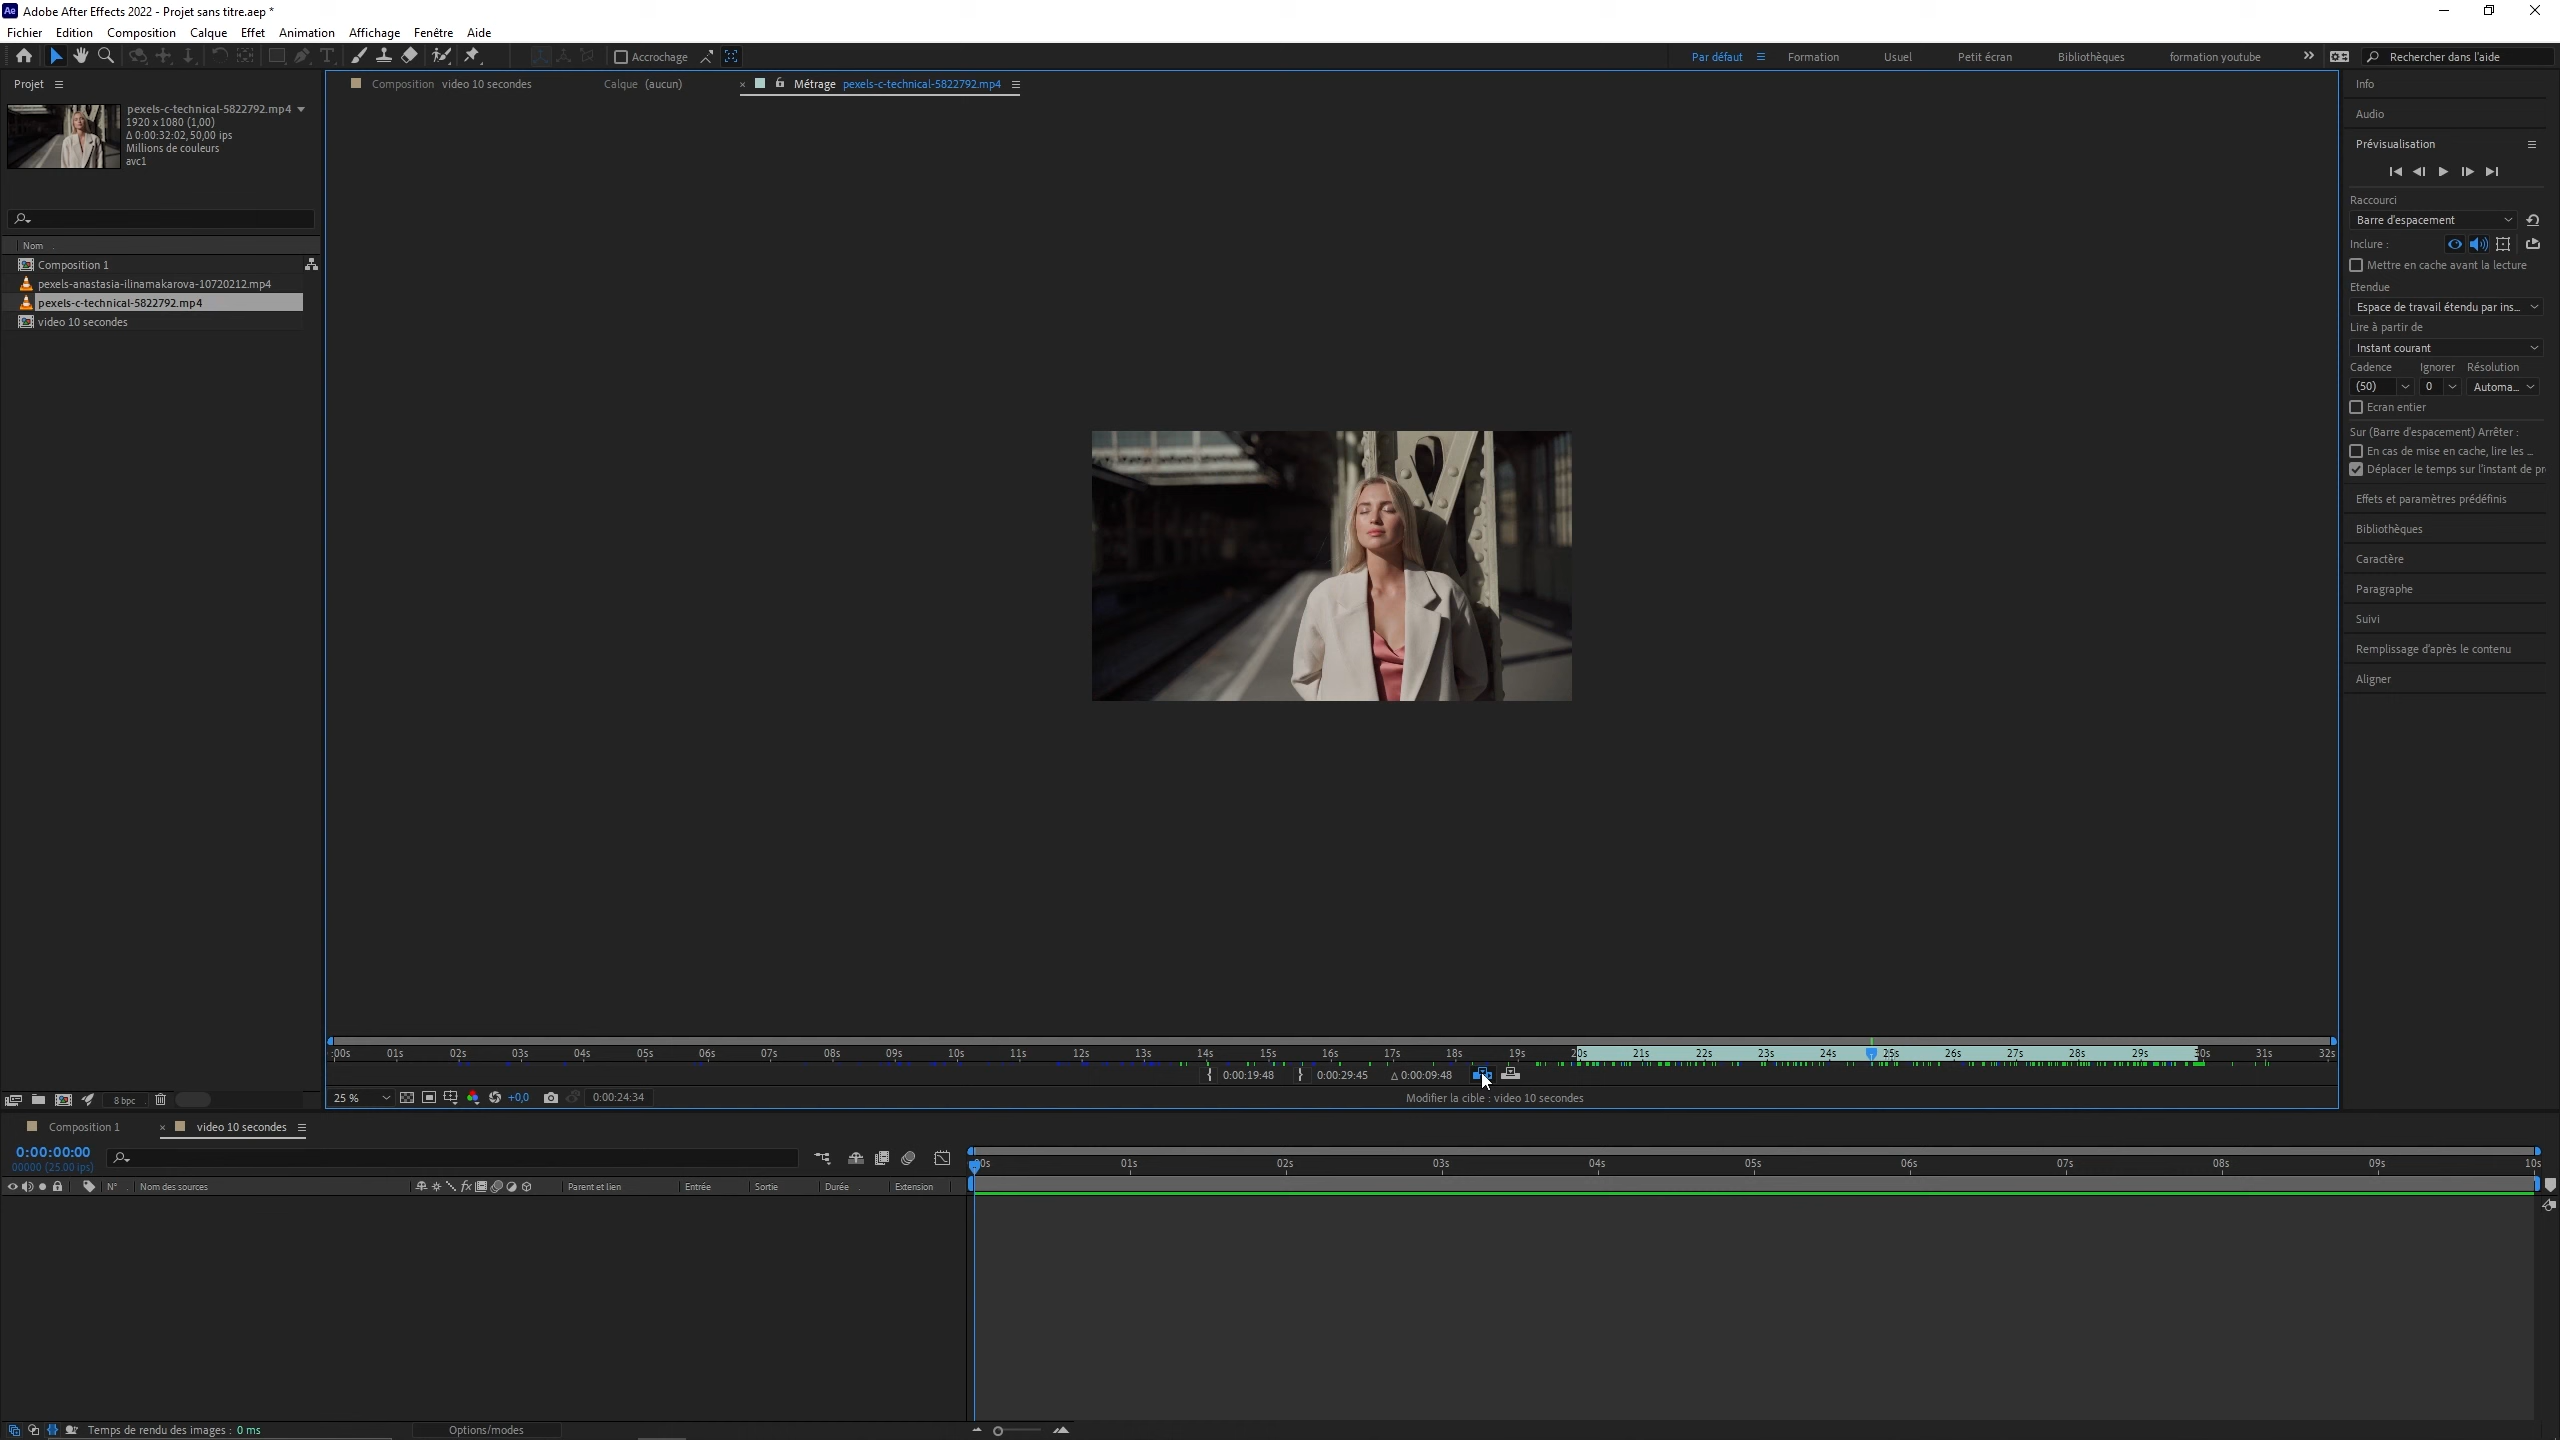 Ae Adobe After Effects 2022 - Projet sans titre.aep *
Fichier Edition Composition Calque Effet Animation Affichage Fenêtre Aide
Accrochage
Par défaut Formation Usuel Petit écran Bibliothèques formation youtube Rechercher dans l'aide
Projet
pexels-c-technical-5822792.mp4
1920 x 1080 (1,00)
Δ 0:00:32:02, 50,00 ips
Millions de couleurs
avc1
Nom
Composition 1
pexels-anastasia-ilinamakarova-10720212.mp4
pexels-c-technical-5822792.mp4
video 10 secondes
8 bpc
Composition video 10 secondes
Calque (aucun)
Métrage pexels-c-technical-5822792.mp4
:00s 01s 02s 03s 04s 05s 06s 07s 08s 09s 10s 11s 12s 13s 14s 15s 16s 17s 18s 19s 20s 21s 22s 23s 24s 25s 26s 27s 28s 29s 30s 31s 32s
0:00:19:48 0:00:29:45 Δ 0:00:09:48
25 % +0,0 0:00:24:34 Modifier la cible : video 10 secondes
Info
Audio
Prévisualisation
Raccourci
Barre d'espacement
Inclure :
Mettre en cache avant la lecture
Etendue
Espace de travail étendu par ins...
Lire à partir de
Instant courant
Cadence Ignorer Résolution
(50) 0 Automa...
Ecran entier
Sur (Barre d'espacement) Arrêter :
En cas de mise en cache, lire les ...
Déplacer le temps sur l'instant de pr
Effets et paramètres prédéfinis
Bibliothèques
Caractère
Paragraphe
Suivi
Remplissage d'après le contenu
Aligner
Composition 1 video 10 secondes
0:00:00:00
00000 (25.00 ips)
00s 01s 02s 03s 04s 05s 06s 07s 08s 09s 10s
N° Nom des sources fx Parent et lien Entrée Sortie Durée Extension
Temps de rendu des images : 0 ms Options/modes